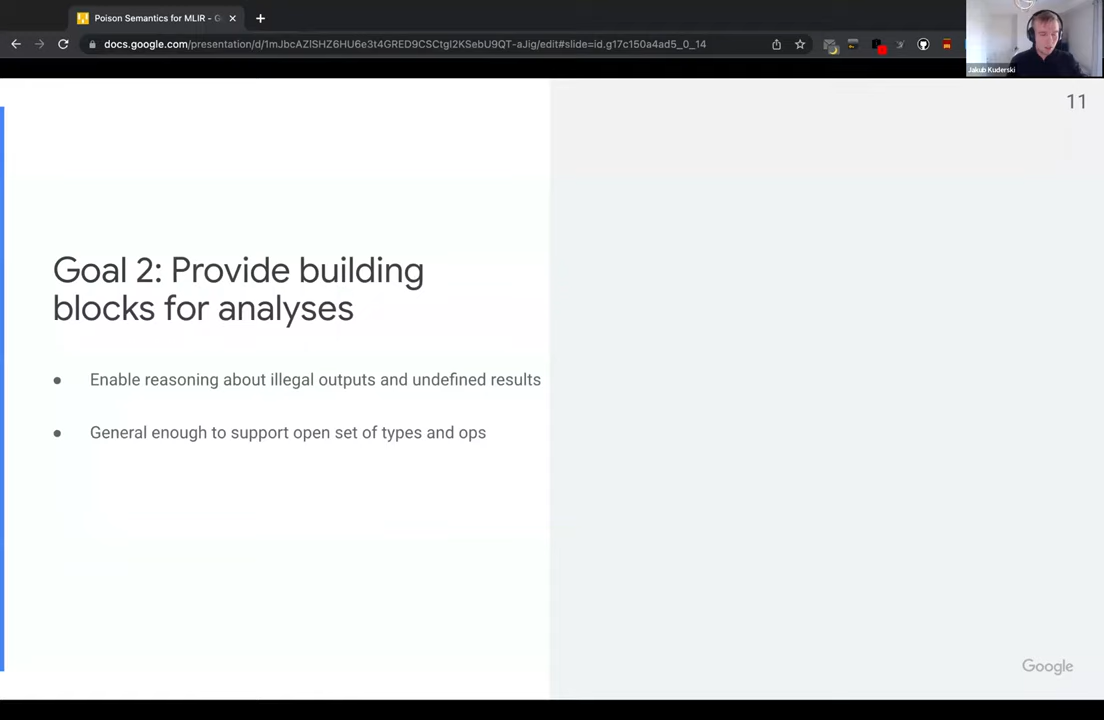 Poison Semantics for MLIR - G
docs.google.com/presentation/d/1mJbcAZISHZ6HU6e3t4GRED9CSCtgI2KSebU9QT-aJig/edit#slide=id.g17c150a4ad5_0_14
Jakub Kuderski
11
Goal 2: Provide building
blocks for analyses
● Enable reasoning about illegal outputs and undefined results
● General enough to support open set of types and ops
Google